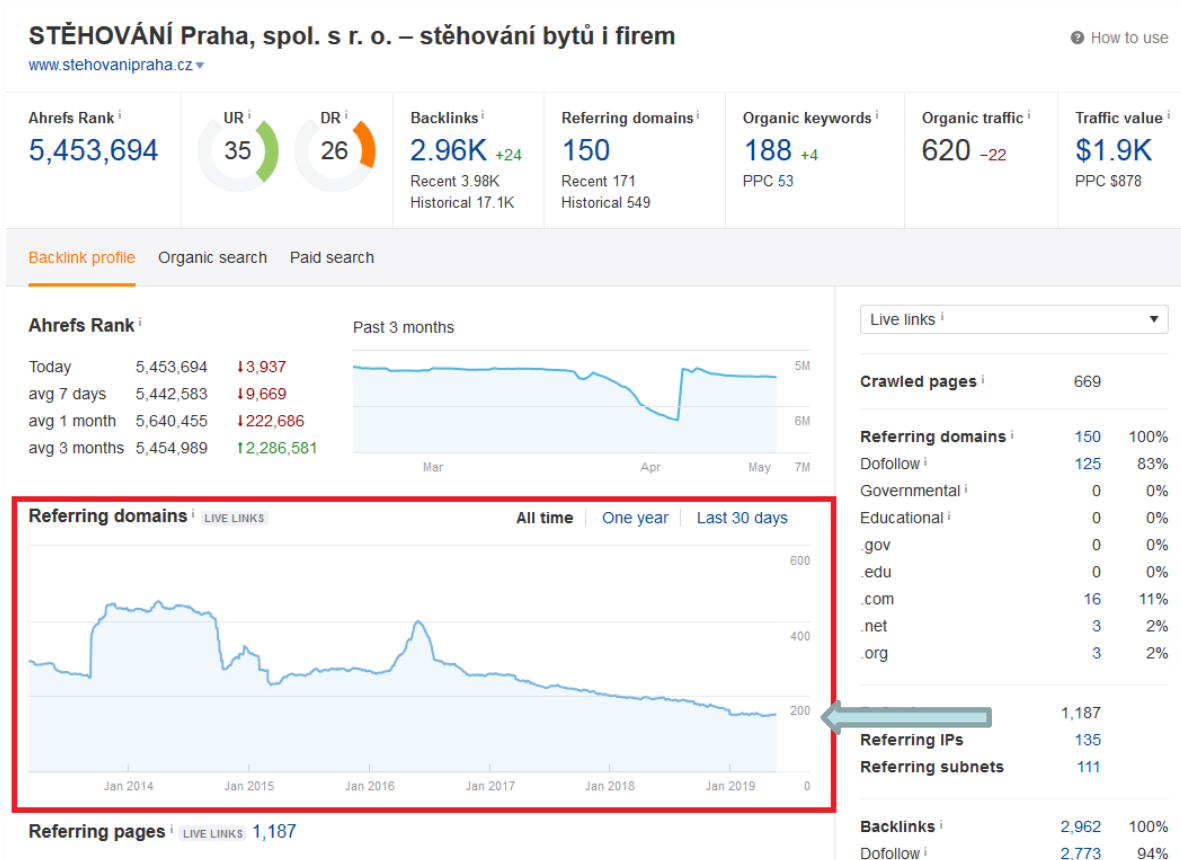 STĚHOVÁNÍ Praha, spol. s r. o. – stěhování bytů i firem
How to use
www.stehovanipraha.cz
Ahrefs Rank i
5,453,694
UR i
35
DR i
26
Backlinks i
2.96K +24
Recent 3.98K
Historical 17.1K
Referring domains i
150
Recent 171
Historical 549
Organic keywords i
188 +4
PPC 53
Organic traffic i
620 −22
Traffic value i
$1.9K
PPC $878
Backlink profile Organic search Paid search
Ahrefs Rank i
Today 5,453,694 ↓3,937
avg 7 days 5,442,583 ↓9,669
avg 1 month 5,640,455 ↓222,686
avg 3 months 5,454,989 ↑2,286,581
Past 3 months
5M
6M
7M
Mar Apr May
Referring domains i LIVE LINKS
All time One year Last 30 days
600
400
200
0
Jan 2014 Jan 2015 Jan 2016 Jan 2017 Jan 2018 Jan 2019
Referring pages i LIVE LINKS 1,187
Live links i
Crawled pages i 669
Referring domains i 150 100%
Dofollow i 125 83%
Governmental i 0 0%
Educational i 0 0%
.gov 0 0%
.edu 0 0%
.com 16 11%
.net 3 2%
.org 3 2%
1,187
Referring IPs 135
Referring subnets 111
Backlinks i 2,962 100%
Dofollow i 2,773 94%